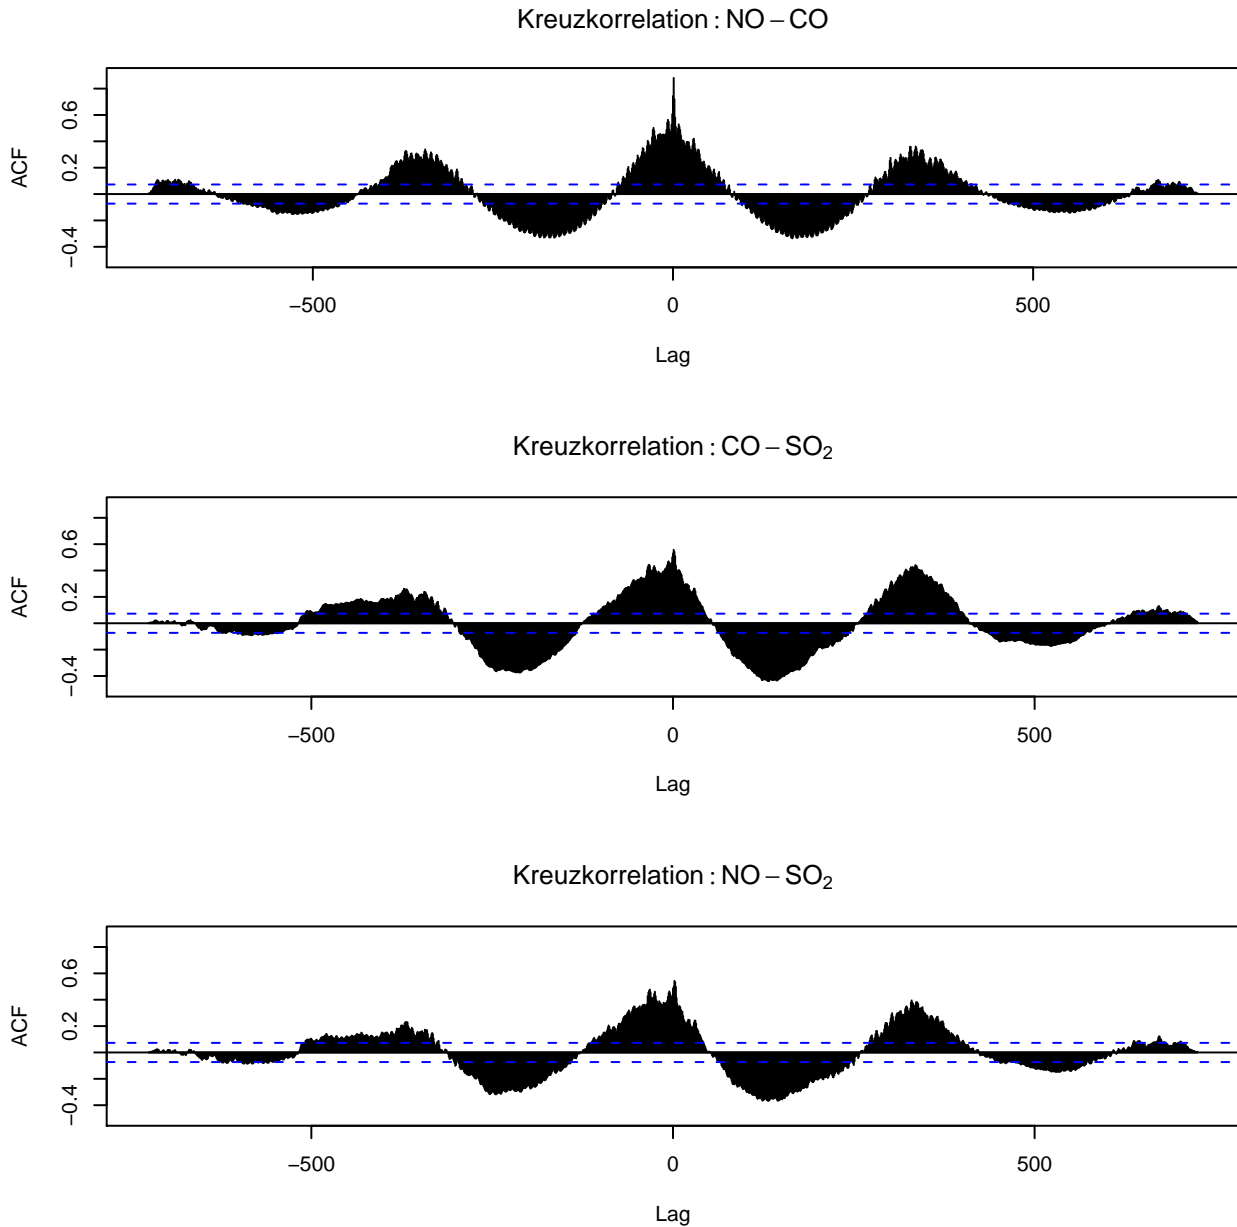 Kreuzkorrelation : NO – CO
ACF
0.6
0.2
−0.4
−500 0 500
Lag
Kreuzkorrelation : CO – SO₂
ACF
0.6
0.2
−0.4
−500 0 500
Lag
Kreuzkorrelation : NO – SO₂
ACF
0.6
0.2
−0.4
−500 0 500
Lag